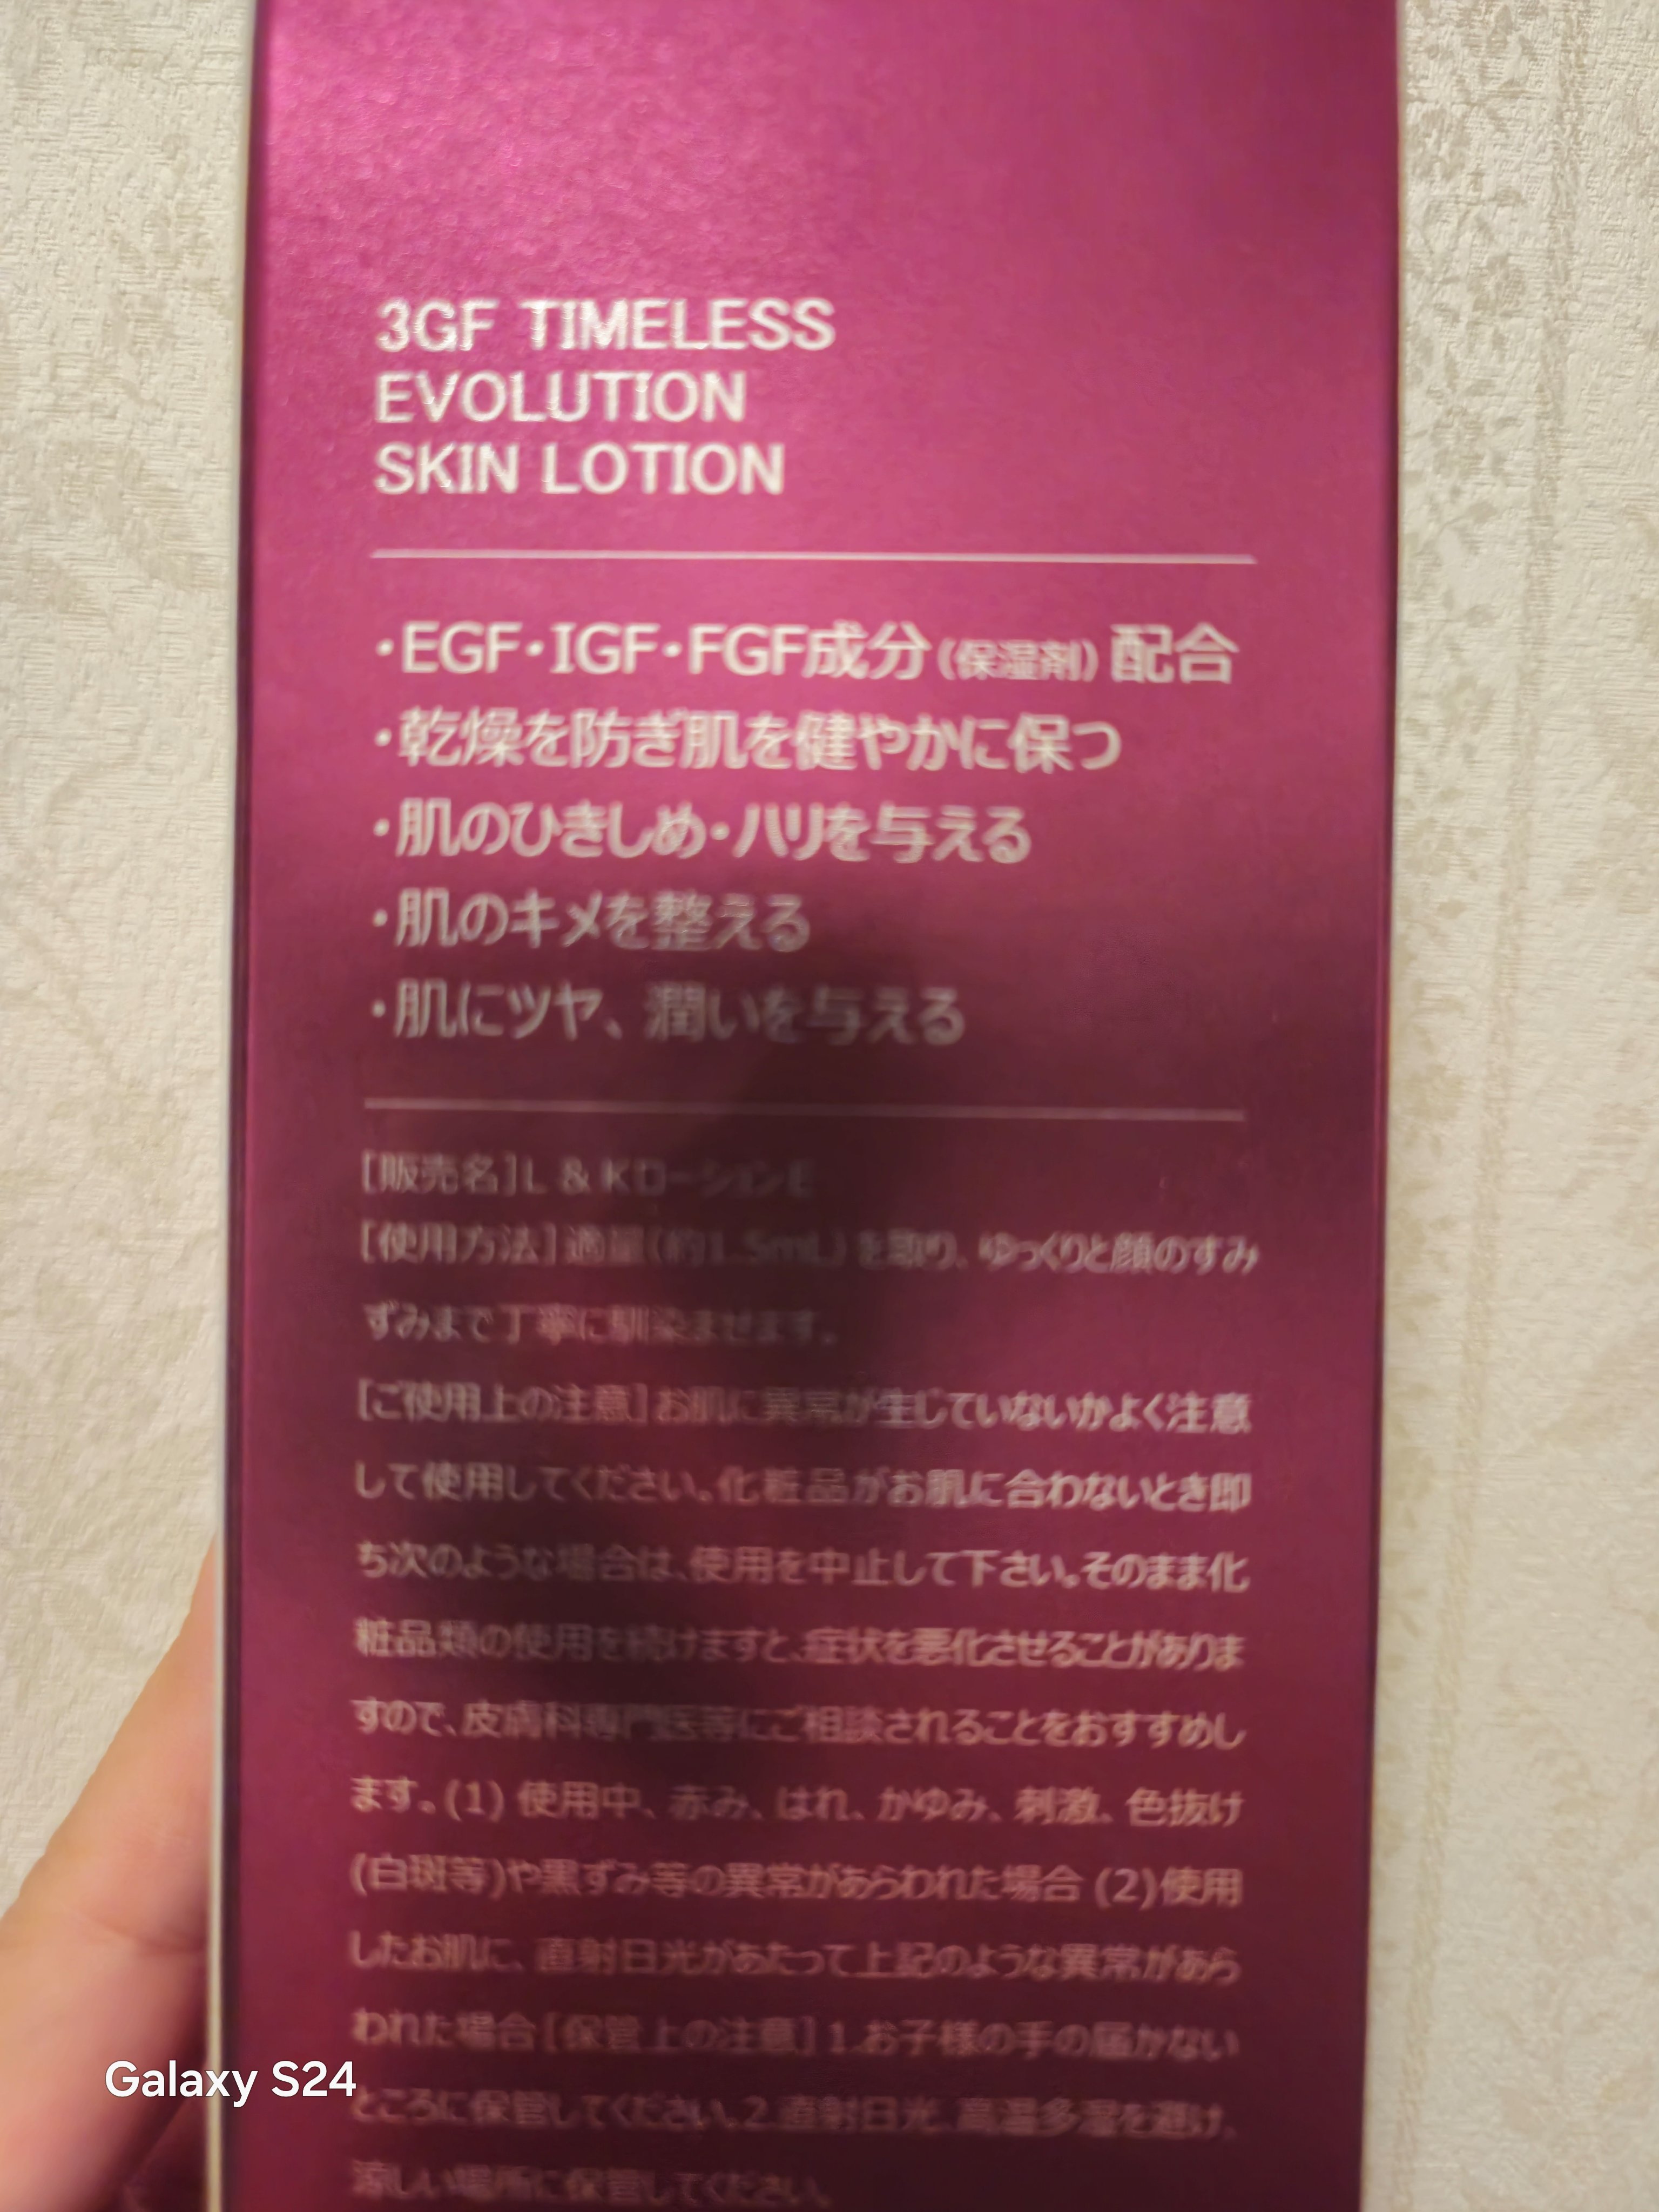 3GF TIMELESS
EVOLUTION
SKIN LOTION
・EGF・IGF・FGF成分(保湿剤)配合
・乾燥を防ぎ肌を健やかに保つ
・肌のひきしめ・ハリを与える
・肌のキメを整える
・肌にツヤ、潤いを与える
[販売名]L & KローションE
[使用方法]適量(約1.5mL)を取り、ゆっくりと顔のすみ
ずみまで丁寧に馴染ませます。
[ご使用上の注意]お肌に異常が生じていないかよく注意
して使用してください。化粧品がお肌に合わないとき即
ち次のような場合は、使用を中止して下さい。そのまま化
粧品類の使用を続けますと、症状を悪化させることがありま
すので、皮膚科専門医等にご相談されることをおすすめし
ます。(1) 使用中、赤み、はれ、かゆみ、刺激、色抜け
(白斑等)や黒ずみ等の異常があらわれた場合 (2)使用
したお肌に、直射日光があたって上記のような異常があら
われた場合[保管上の注意] 1.お子様の手の届かない
ところに保管してください。2.直射日光、高温多湿を避け、
涼しい場所に保管してください。
Galaxy S24